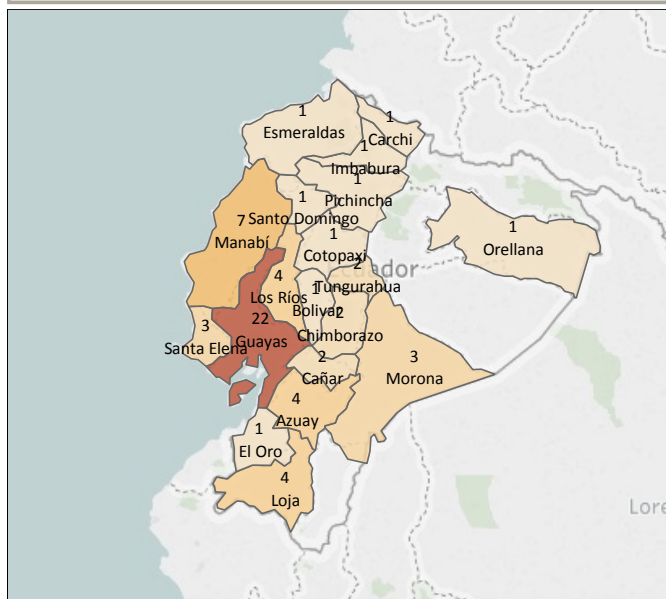 1
Esmeraldas
1
Carchi
1
Imbabura
1
Pichincha
1
Santo Domingo
7
Manabí
1
Cotopaxi
1
Orellana
Ecuador
2
Tungurahua
4
Los Ríos
1
Bolivar
2
Chimborazo
22
Guayas
3
Santa Elena
2
Cañar
3
Morona
4
Azuay
1
El Oro
4
Loja
Lore